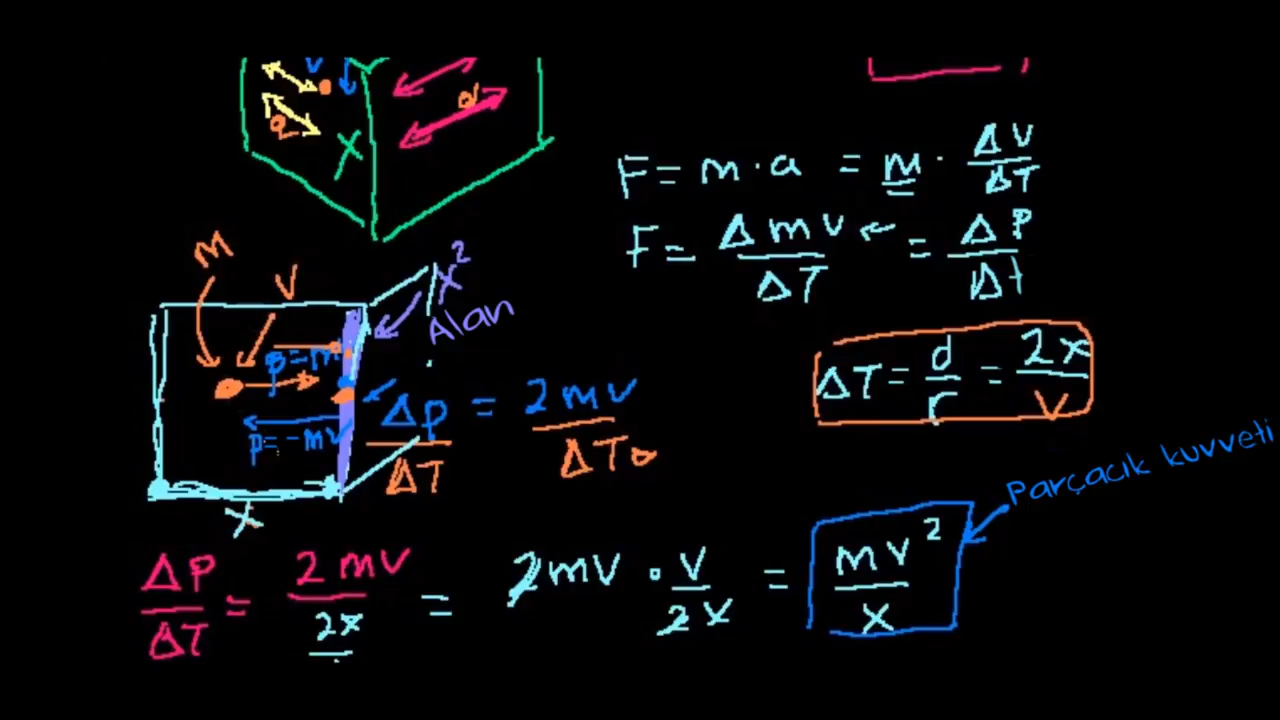 V
X
F = m · a = m · ΔV/ΔT
F = ΔmV/ΔT = ΔP/Δt
M
V
X²
Alan
p = m
p = -mv
X
Δp/ΔT = 2mv/ΔT
ΔT = d/r = 2x/V
Parçacık kuvveti
ΔP/ΔT = 2mv/2x = 2mv · V/2x = mv²/x